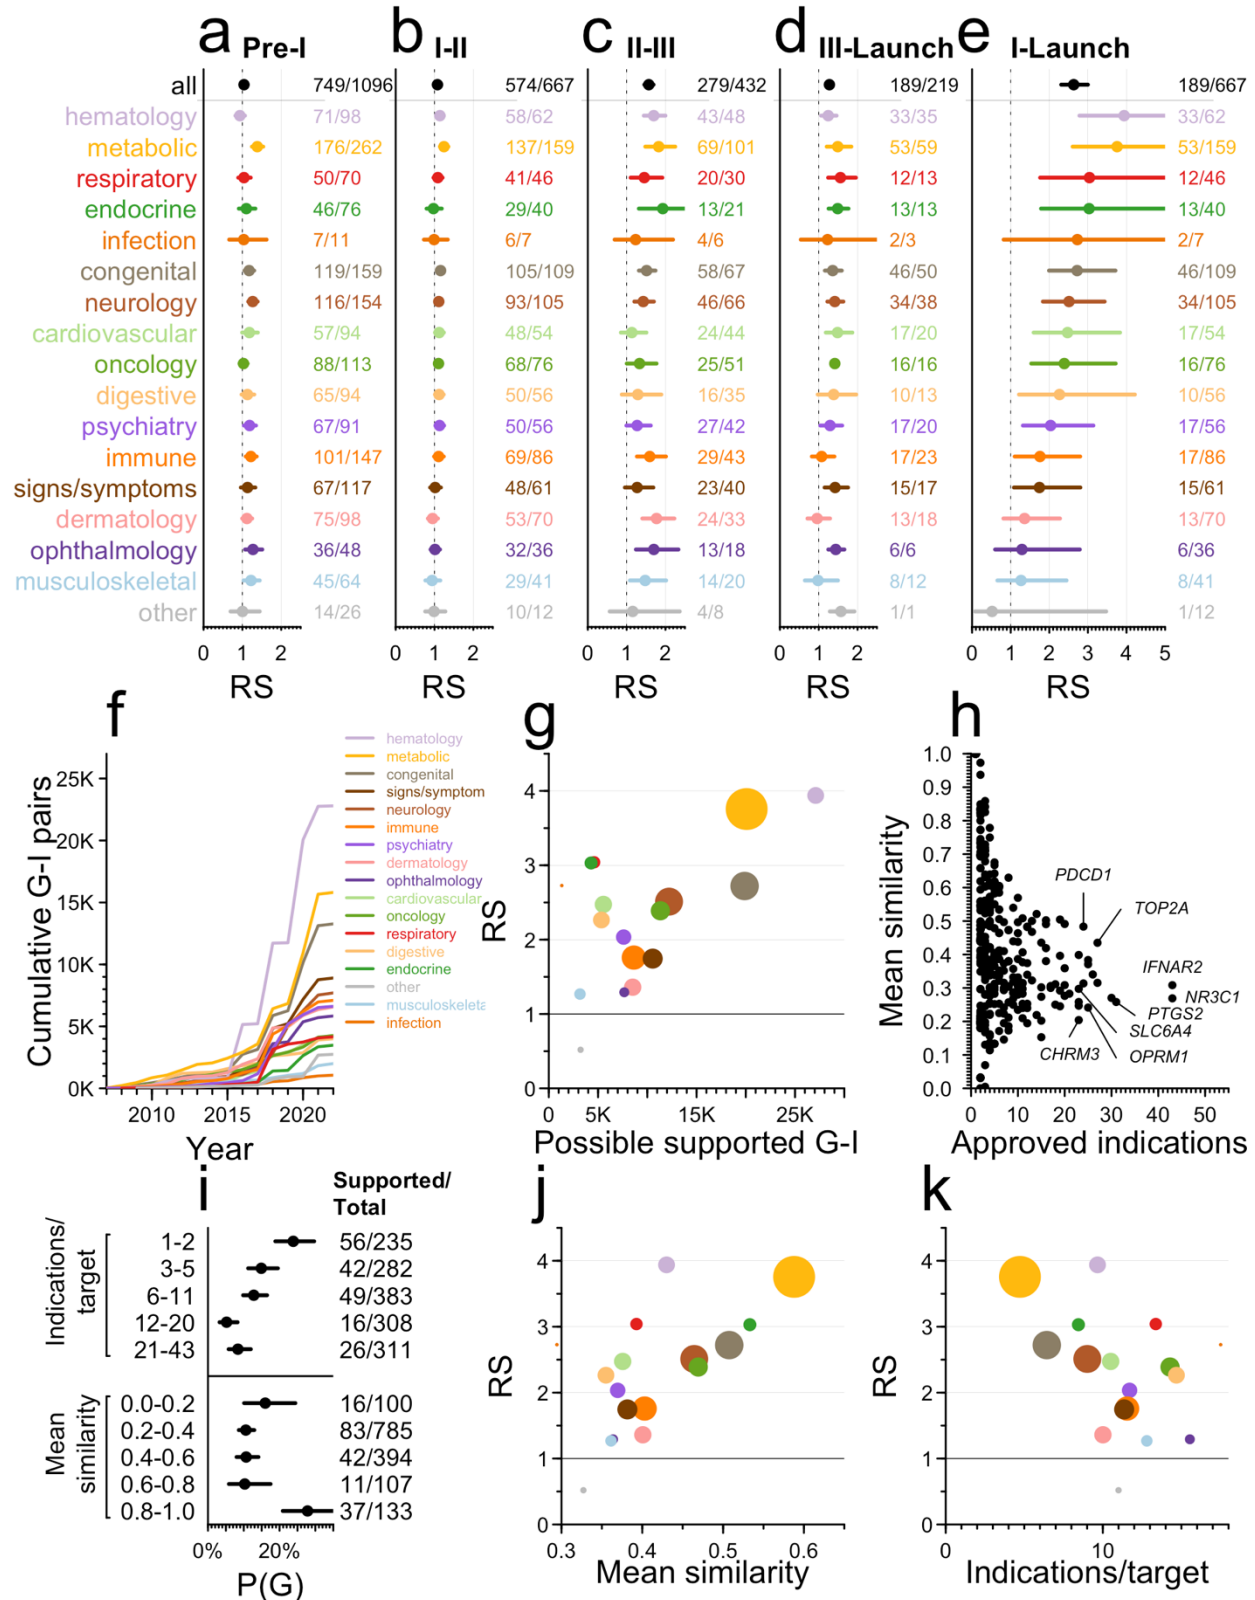 a Pre-I b I-II c II-III d III-Launch e I-Launch
all 749/1096 574/667 279/432 189/219 189/667
hematology 71/98 58/62 43/48 33/35 33/62
metabolic 176/262 137/159 69/101 53/59 53/159
respiratory 50/70 41/46 20/30 12/13 12/46
endocrine 46/76 29/40 13/21 13/13 13/40
infection 7/11 6/7 4/6 2/3 2/7
congenital 119/159 105/109 58/67 46/50 46/109
neurology 116/154 93/105 46/66 34/38 34/105
cardiovascular 57/94 48/54 24/44 17/20 17/54
oncology 88/113 68/76 25/51 16/16 16/76
digestive 65/94 50/56 16/35 10/13 10/56
psychiatry 67/91 50/56 27/42 17/20 17/56
immune 101/147 69/86 29/43 17/23 17/86
signs/symptoms 67/117 48/61 23/40 15/17 15/61
dermatology 75/98 53/70 24/33 13/18 13/70
ophthalmology 36/48 32/36 13/18 6/6 6/36
musculoskeletal 45/64 29/41 14/20 8/12 8/41
other 14/26 10/12 4/8 1/1 1/12
0 1 2 0 1 2 0 1 2 0 1 2 0 1 2 3 4 5
RS RS RS RS RS
f
Cumulative G-I pairs
25K
20K
15K
10K
5K
0K
2010 2015 2020
Year
hematology
metabolic
congenital
signs/symptom
neurology
immune
psychiatry
dermatology
ophthalmology
cardiovascular
oncology
respiratory
digestive
endocrine
other
musculoskeleta
infection
g
RS
4
3
2
1
0
0 5K 15K 25K
Possible supported G-I
h
Mean similarity
1.0
0.9
0.8
0.7
0.6
0.5
0.4
0.3
0.2
0.1
0.0
PDCD1
TOP2A
IFNAR2
NR3C1
PTGS2
SLC6A4
OPRM1
CHRM3
0 10 20 30 40 50
Approved indications
i
Supported/
Total
Indications/
target
1-2 56/235
3-5 42/282
6-11 49/383
12-20 16/308
21-43 26/311
Mean
similarity
0.0-0.2 16/100
0.2-0.4 83/785
0.4-0.6 42/394
0.6-0.8 11/107
0.8-1.0 37/133
0% 20%
P(G)
j
RS
4
3
2
1
0
0.3 0.4 0.5 0.6
Mean similarity
k
RS
4
3
2
1
0
0 10
Indications/target